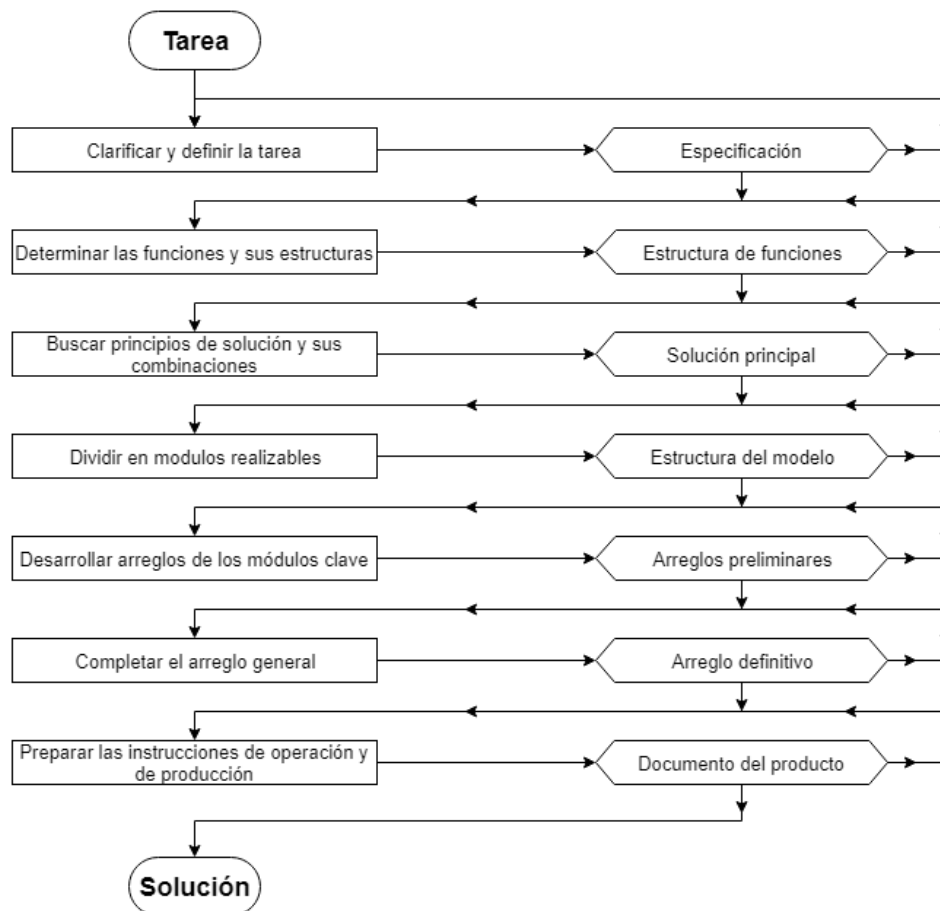 Tarea
Clarificar y definir la tarea
Especificación
Determinar las funciones y sus estructuras
Estructura de funciones
Buscar principios de solución y sus
combinaciones
Solución principal
Dividir en modulos realizables
Estructura del modelo
Desarrollar arreglos de los módulos clave
Arreglos preliminares
Completar el arreglo general
Arreglo definitivo
Preparar las instrucciones de operación y
de producción
Documento del producto
Solución